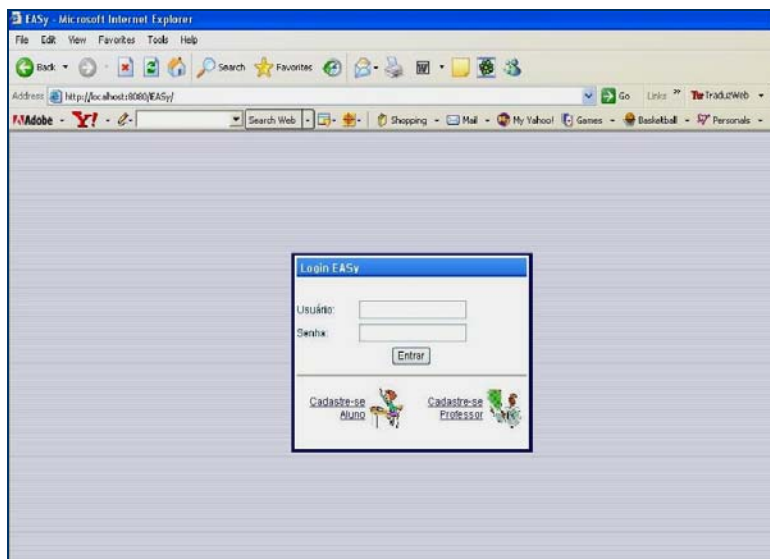 EASy - Microsoft Internet Explorer
File Edit View Favorites Tools Help
Back Search Favorites W
Address http://localhost:8080/EASy/ Go Links » TraduzWeb
Adobe Y! Search Web Shopping Mail My Yahoo! Games Basketball Personals
Login EASy
Usuário:
Senha:
Entrar
Cadastre-se Cadastre-se
Aluno Professor